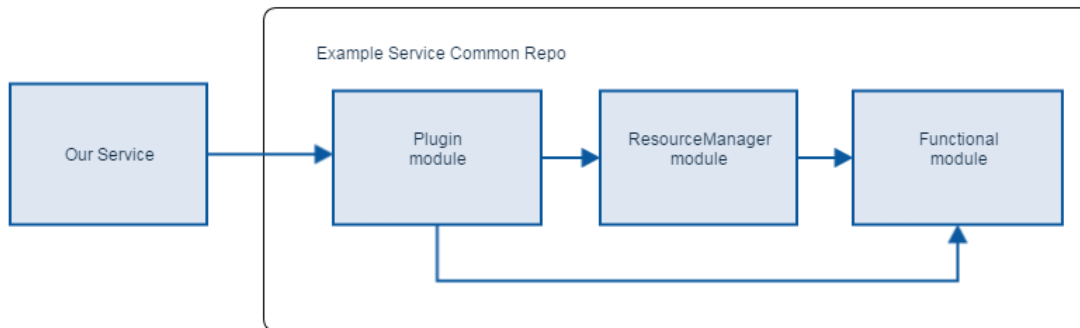 Example Service Common Repo
Our Service
Plugin
module
ResourceManager
module
Functional
module